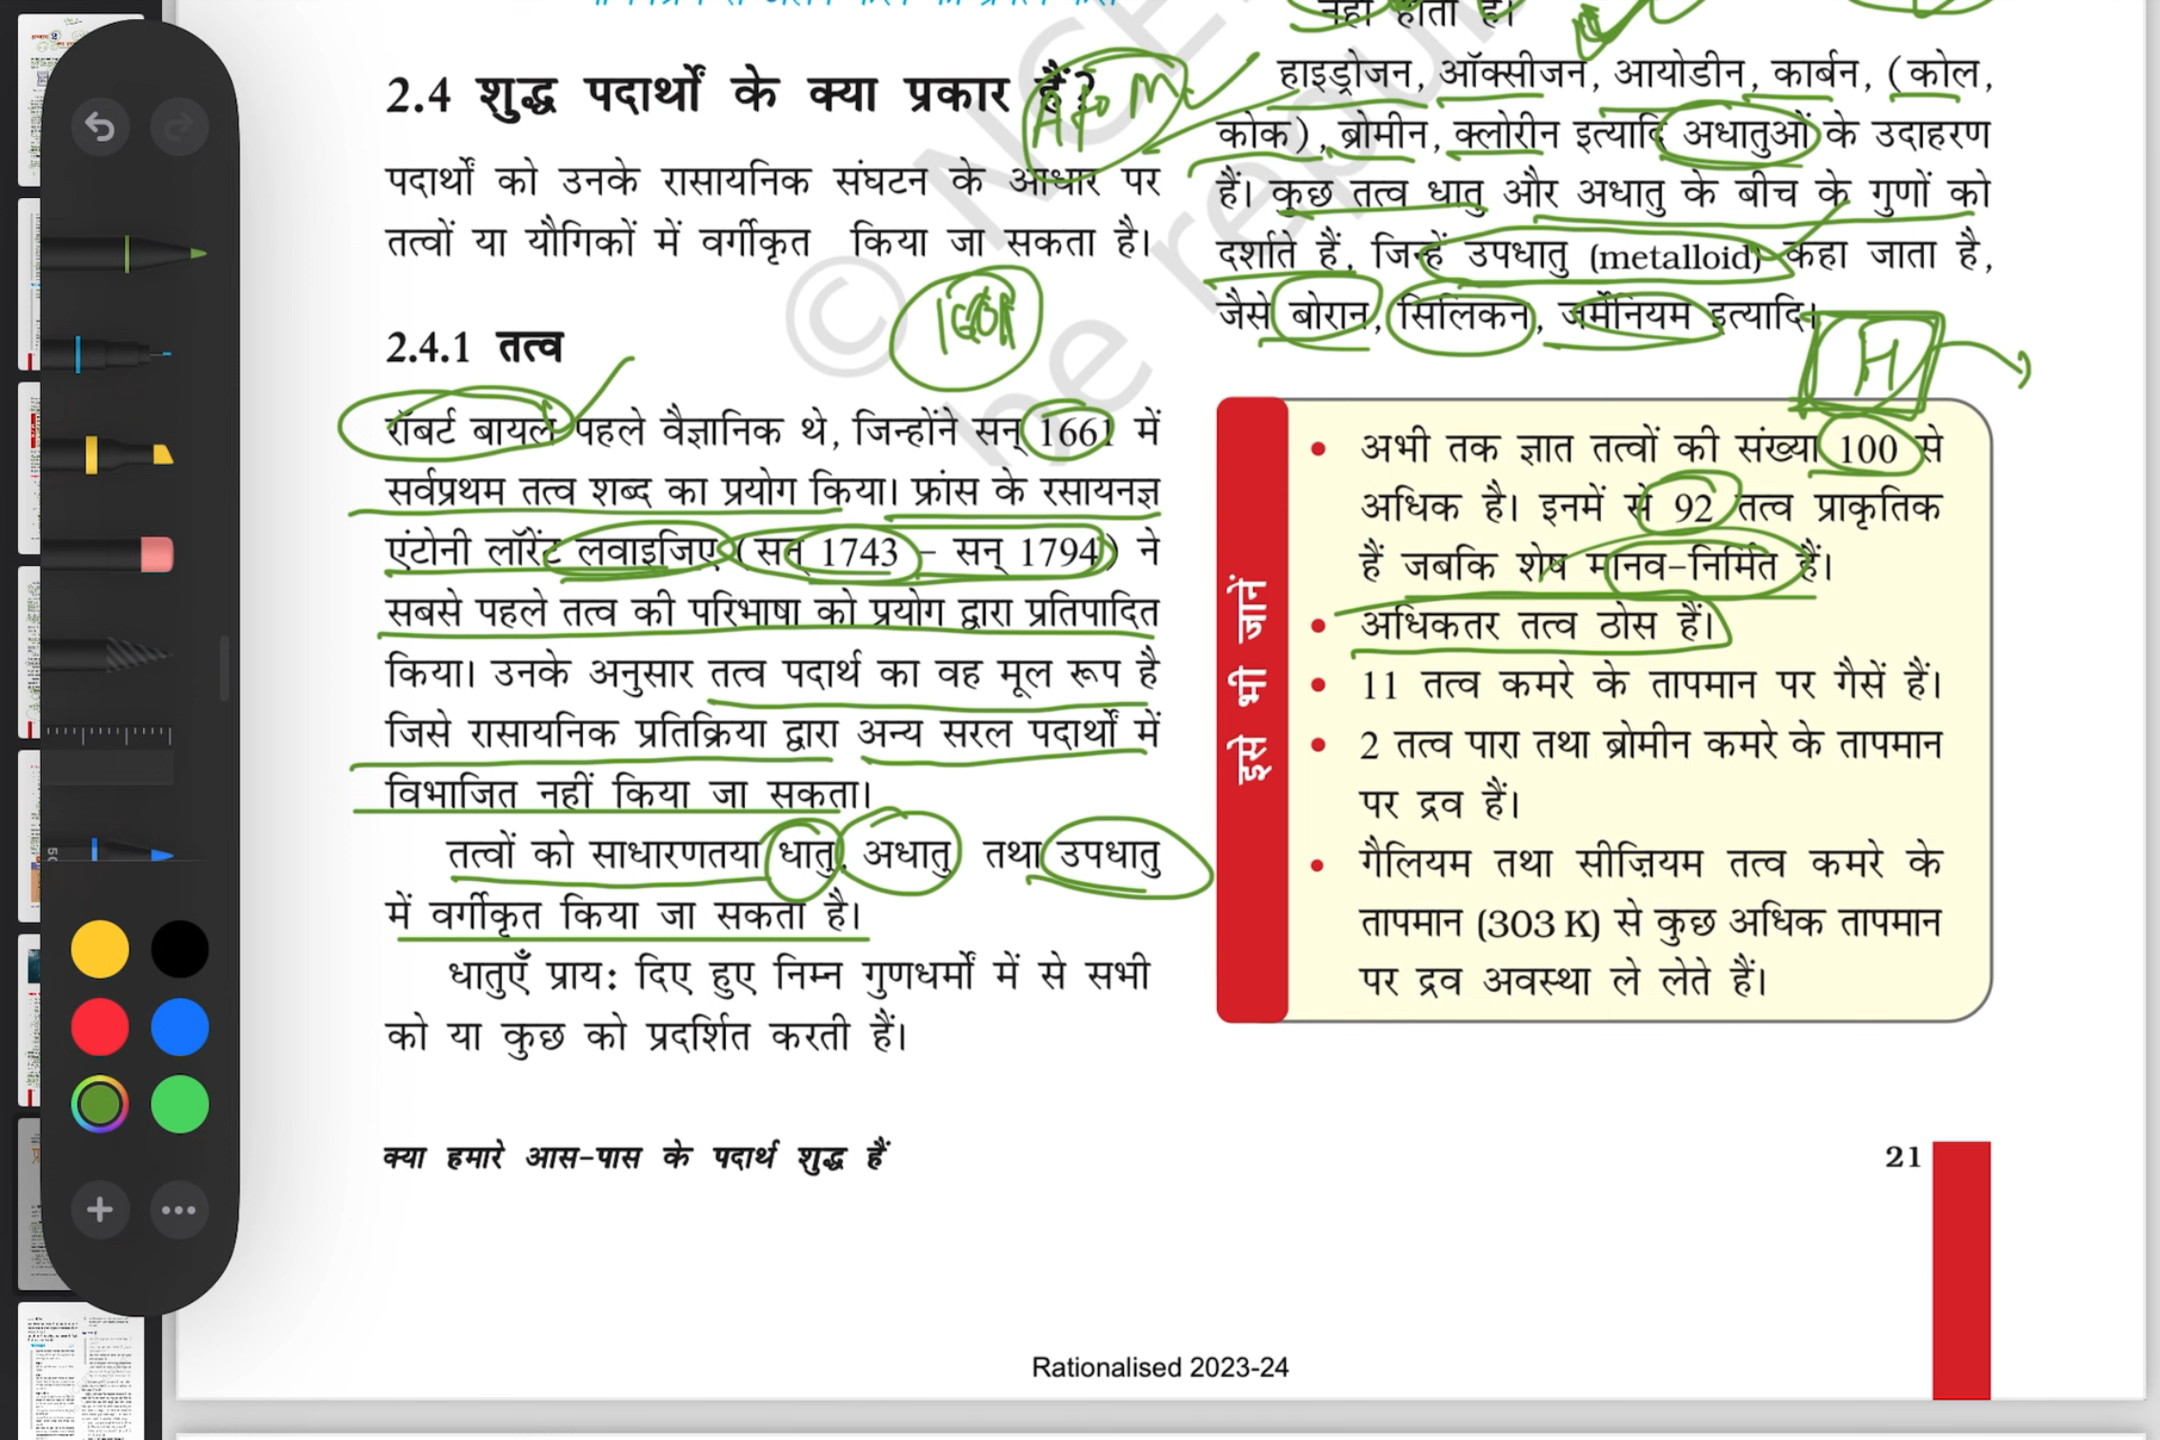 नहीं होता है।
2.4 शुद्ध पदार्थों के क्या प्रकार हैं?
Atom
पदार्थों को उनके रासायनिक संघटन के आधार पर
तत्वों या यौगिकों में वर्गीकृत किया जा सकता है।
2.4.1 तत्व
रॉबर्ट बायल पहले वैज्ञानिक थे, जिन्होंने सन् 1661 में
सर्वप्रथम तत्व शब्द का प्रयोग किया। फ्रांस के रसायनज्ञ
एंटोनी लॉरेंट लवाइजिए (सन् 1743 – सन् 1794) ने
सबसे पहले तत्व की परिभाषा को प्रयोग द्वारा प्रतिपादित
किया। उनके अनुसार तत्व पदार्थ का वह मूल रूप है
जिसे रासायनिक प्रतिक्रिया द्वारा अन्य सरल पदार्थों में
विभाजित नहीं किया जा सकता।
तत्वों को साधारणतया धातु, अधातु तथा उपधातु
में वर्गीकृत किया जा सकता है।
धातुएँ प्राय: दिए हुए निम्न गुणधर्मों में से सभी
को या कुछ को प्रदर्शित करती हैं।
हाइड्रोजन, ऑक्सीजन, आयोडीन, कार्बन, (कोल,
कोक), ब्रोमीन, क्लोरीन इत्यादि अधातुओं के उदाहरण
हैं। कुछ तत्व धातु और अधातु के बीच के गुणों को
दर्शाते हैं, जिन्हें उपधातु (metalloid) कहा जाता है,
जैसे बोरान, सिलिकन, जर्मेनियम इत्यादि।
H
इसे भी जानें
• अभी तक ज्ञात तत्वों की संख्या 100 से
अधिक है। इनमें से 92 तत्व प्राकृतिक
हैं जबकि शेष मानव-निर्मित हैं।
• अधिकतर तत्व ठोस हैं।
• 11 तत्व कमरे के तापमान पर गैसें हैं।
• 2 तत्व पारा तथा ब्रोमीन कमरे के तापमान
पर द्रव हैं।
• गैलियम तथा सीज़ियम तत्व कमरे के
तापमान (303 K) से कुछ अधिक तापमान
पर द्रव अवस्था ले लेते हैं।
क्या हमारे आस-पास के पदार्थ शुद्ध हैं
21
Rationalised 2023-24